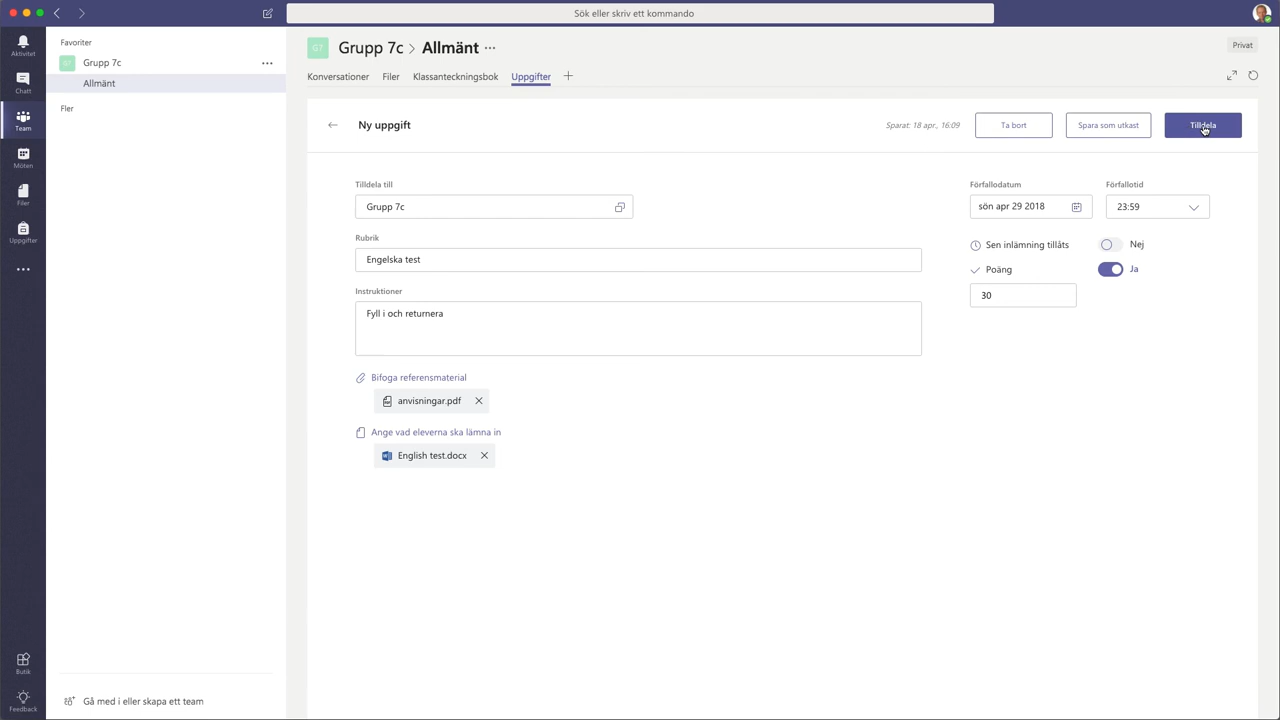 Sök eller skriv ett kommando
Aktivitet
Chatt
Team
Möten
Filer
Uppgifter
Butik
Feedback
Favoriter
G7 Grupp 7c
Allmänt
Fler
Gå med i eller skapa ett team
G7 Grupp 7c > Allmänt
Privat
Konversationer Filer Klassanteckningsbok Uppgifter
Ny uppgift
Sparat: 18 apr., 16:09
Ta bort
Spara som utkast
Tilldela
Tilldela till
Grupp 7c
Rubrik
Engelska test
Instruktioner
Fyll i och returnera
Bifoga referensmaterial
anvisningar.pdf
Ange vad eleverna ska lämna in
English test.docx
Förfallodatum Förfallotid
sön apr 29 2018 23:59
Sen inlämning tillåts Nej
Poäng Ja
30